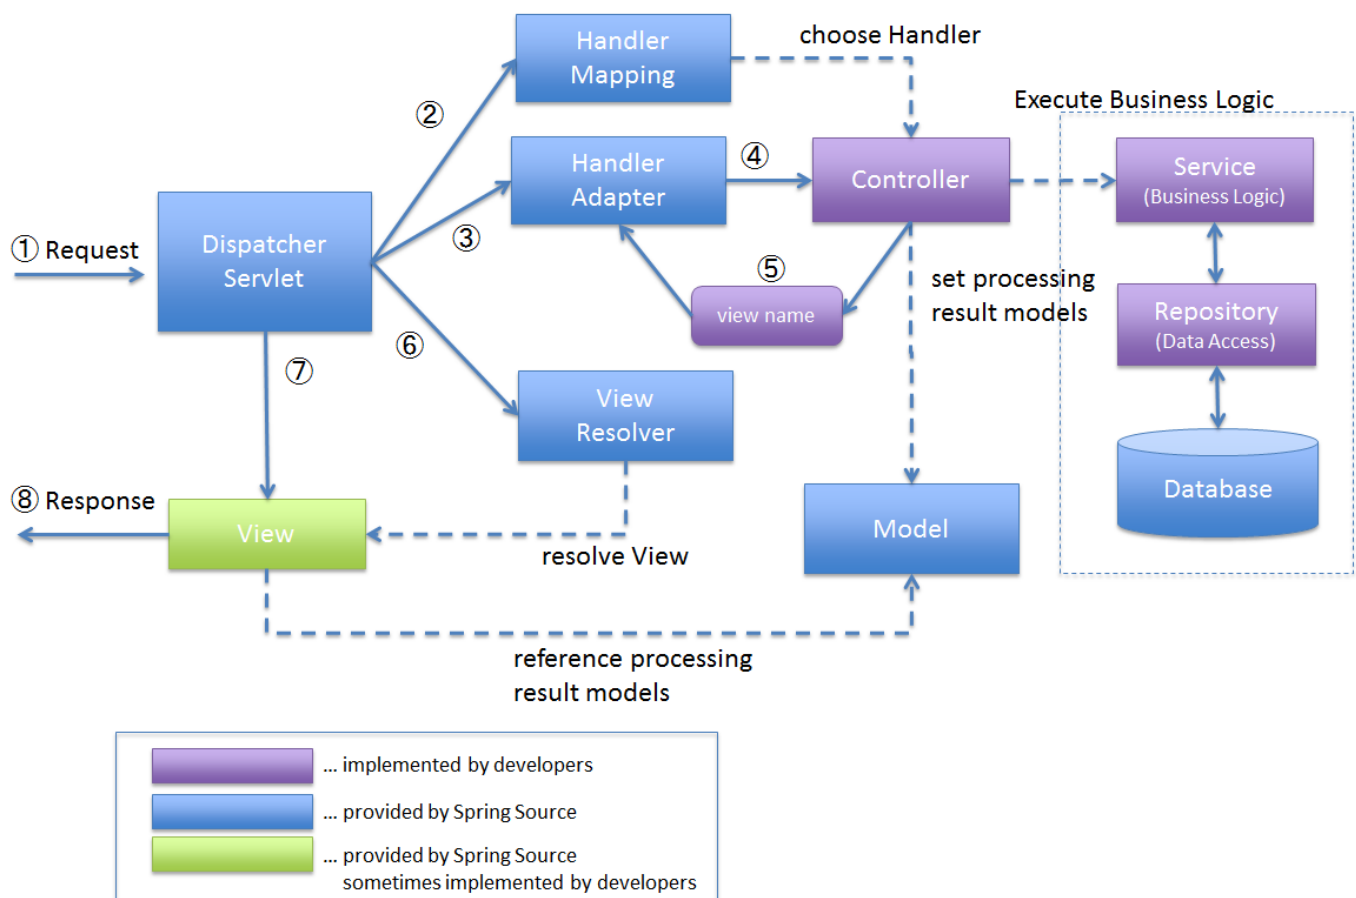 Handler
Mapping
choose Handler
Execute Business Logic
②
Handler
Adapter
④
Controller
Service
(Business Logic)
① Request
Dispatcher
Servlet
③
⑤
view name
set processing
result models
Repository
(Data Access)
⑥
⑦
View
Resolver
⑧ Response
View
resolve View
Model
Database
reference processing
result models
... implemented by developers
... provided by Spring Source
... provided by Spring Source
sometimes implemented by developers